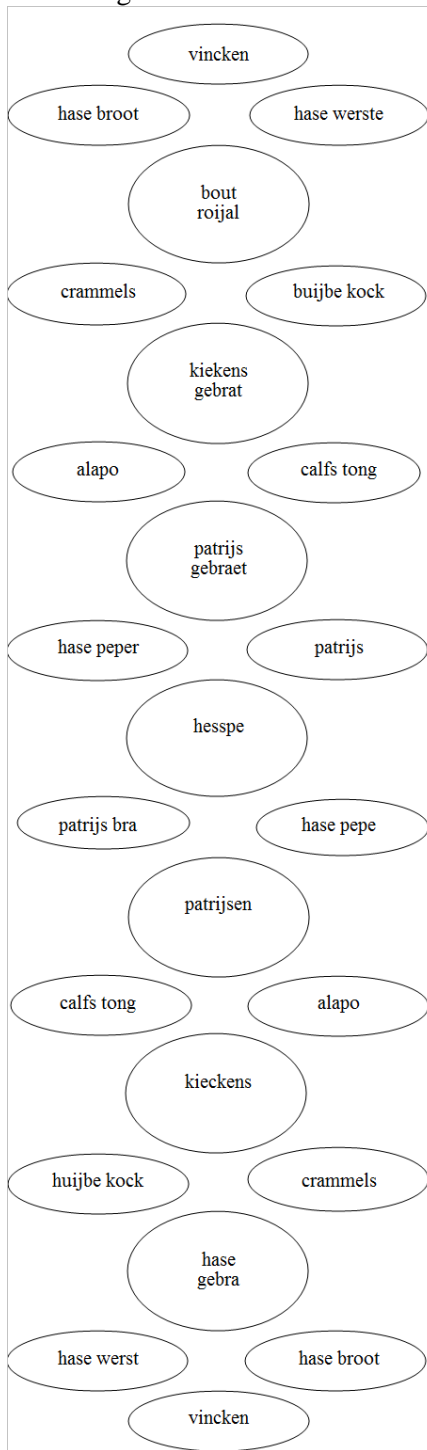 vincken
hase broot
hase werste
bout
roijal
crammels
buijbe kock
kiekens
gebrat
alapo
calfs tong
patrijs
gebraet
hase peper
patrijs
hesspe
patrijs bra
hase pepe
patrijsen
calfs tong
alapo
kieckens
huijbe kock
crammels
hase
gebra
hase werst
hase broot
vincken